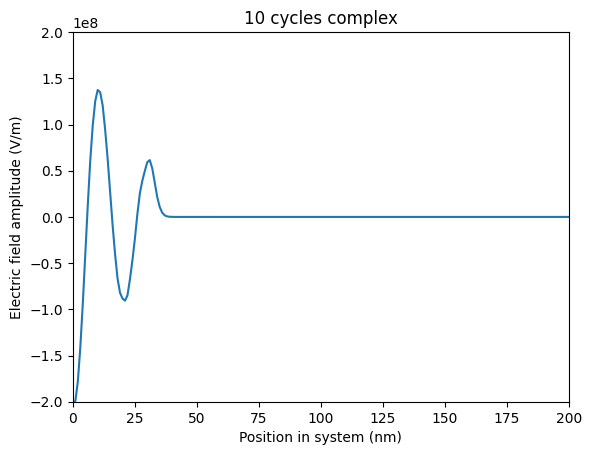 10 cycles complex
1e8
2.0
1.5
1.0
0.5
0.0
−0.5
−1.0
−1.5
−2.0
Electric field amplitude (V/m)
0 25 50 75 100 125 150 175 200
Position in system (nm)